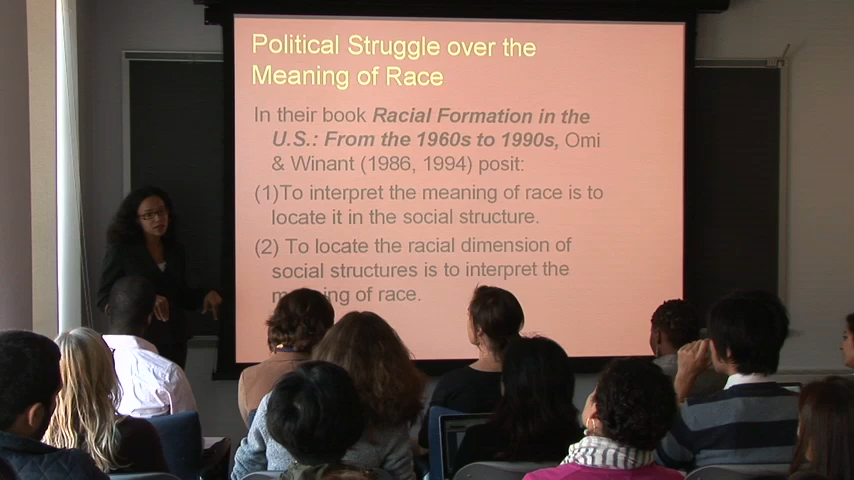 Political Struggle over the
Meaning of Race
In their book Racial Formation in the
U.S.: From the 1960s to 1990s, Omi
& Winant (1986, 1994) posit:
(1)To interpret the meaning of race is to
locate it in the social structure.
(2) To locate the racial dimension of
social structures is to interpret the
meaning of race.